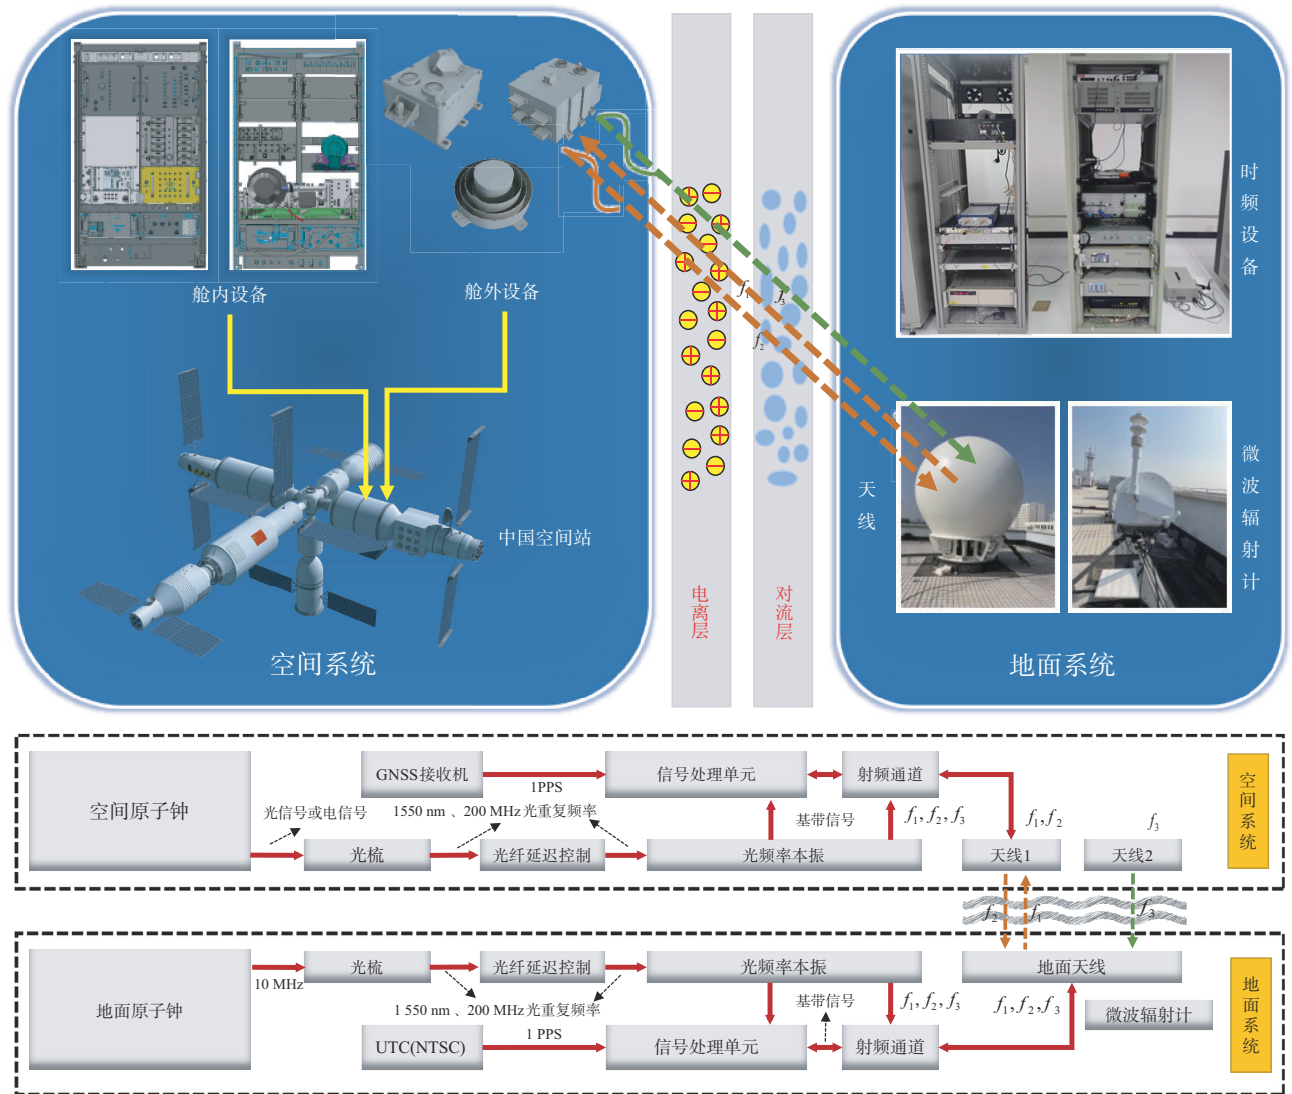 舱内设备
舱外设备
中国空间站
空间系统
f₁
f₃
f₂
电离层
对流层
时频设备
天线
微波辐射计
地面系统
空间原子钟
GNSS接收机
1PPS
信号处理单元
射频通道
光信号或电信号
1550 nm 、200 MHz光重复频率
基带信号
f₁, f₂, f₃
f₁, f₂
f₃
光梳
光纤延迟控制
光频率本振
天线1
天线2
空间系统
f₂
f₁
f₃
地面原子钟
10 MHz
光梳
光纤延迟控制
光频率本振
地面天线
1 550 nm 、200 MHz光重复频率
基带信号
f₁, f₂, f₃
f₁, f₂, f₃
微波辐射计
UTC(NTSC)
1 PPS
信号处理单元
射频通道
地面系统